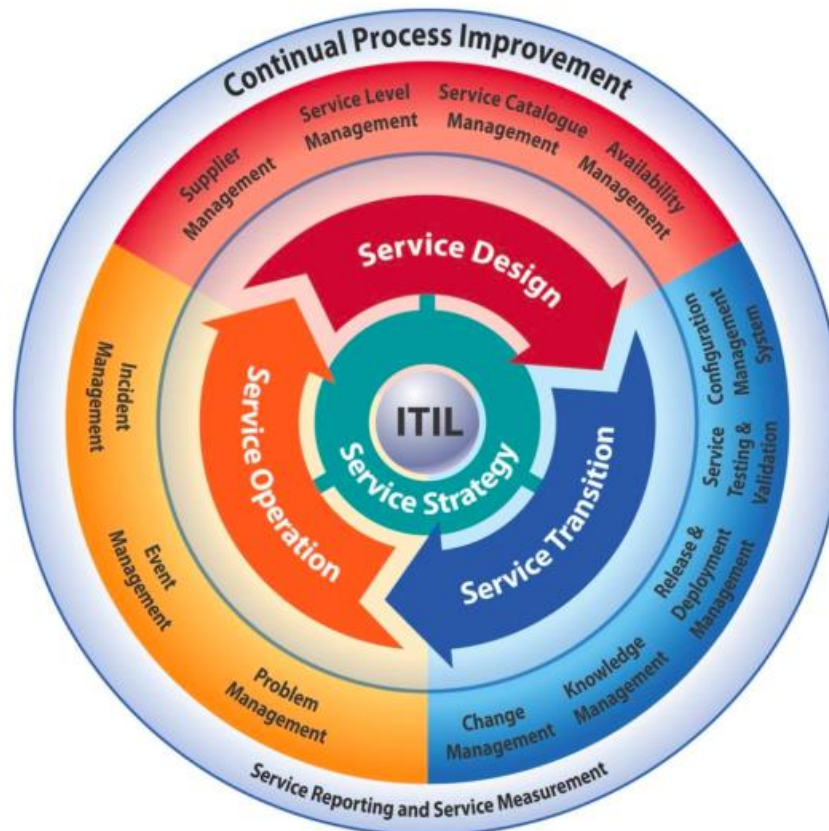 Continual Process Improvement
Supplier
Management
Service Level
Management
Service Catalogue
Management
Availability
Management
Configuration
Management
System
Service
Testing &
Validation
Release &
Deployment
Management
Knowledge
Management
Change
Management
Problem
Management
Event
Management
Incident
Management
Service Design
Service Transition
Service Operation
Service Strategy
ITIL
Service Reporting and Service Measurement